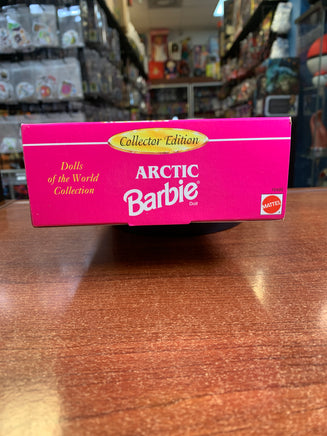 Collector Edition
Dolls
of the World
Collection
ARCTIC
Barbie®
Doll
MATTEL